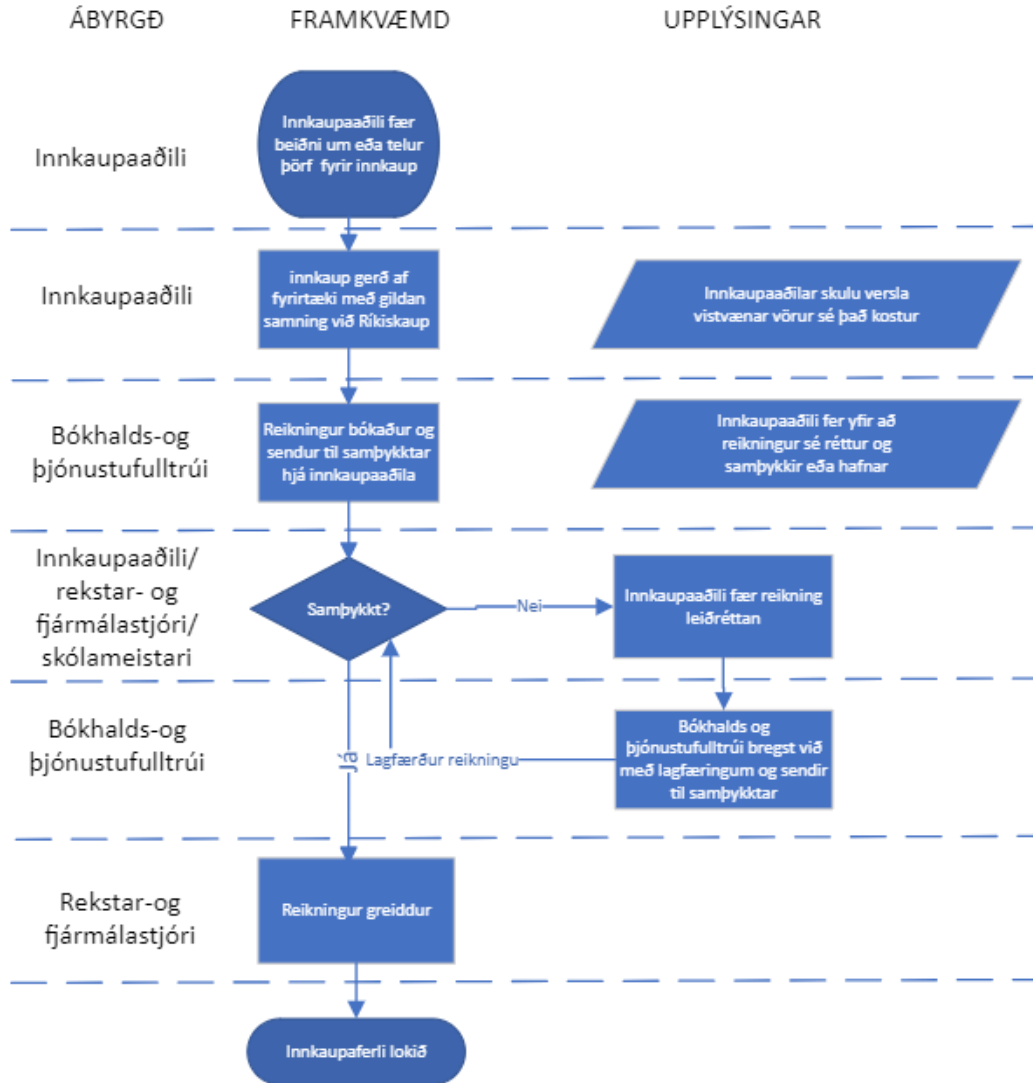 ÁBYRGÐ
FRAMKVÆMD
UPPLÝSINGAR
Innkaupaaðili
Innkaupaaðili fær
beiðni um eða telur
þörf fyrir innkaup
Innkaupaaðili
innkaup gerð af
fyrirtæki með gildan
samning við Ríkiskaup
Innkaupaaðilar skulu versla
vistvænar vörur sé það kostur
Bókhalds-og
þjónustufulltrúi
Reikningur bókaður og
sendur til samþykktar
hjá innkaupaaðila
Innkaupaaðili fer yfir að
reikningur sé réttur og
samþykkir eða hafnar
Innkaupaaðili/
rekstar- og
fjármálastjóri/
skólameistari
Samþykkt?
Nei
Innkaupaaðili fær reikning
leiðréttan
Bókhalds-og
þjónustufulltrúi
Já
Lagfærður reikningu
Bókhalds og
þjónustufulltrúi bregst við
með lagfæringum og sendir
til samþykktar
Rekstar-og
fjármálastjóri
Reikningur greiddur
Innkaupaferli lokið